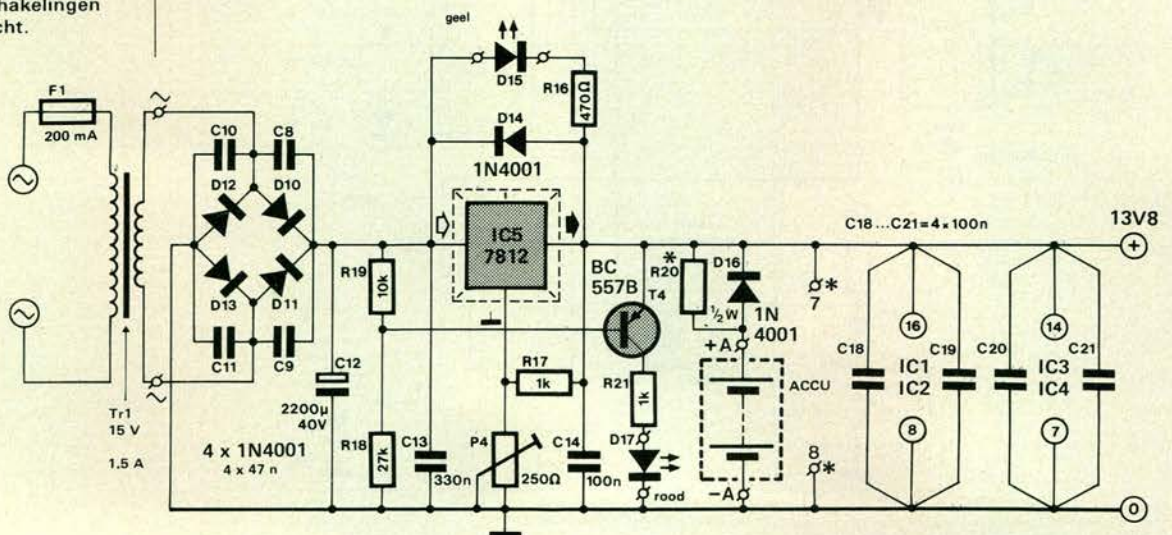 hakelingen
cht.
geel
D15
R16
470Ω
F1
200 mA
~
C10
C8
D14
1N4001
D12
D10
IC5
7812
C18...C21=4x100n
13V8
+
R19
10k
BC
557B
T4
*
R20
½W
D16
1N
4001
*
7
D13
D11
16
14
+A
C11
C9
C12
2200µ
40V
R17
1k
R21
1k
ACCU
C18
IC1
IC2
C19
C20
IC3
IC4
C21
~
Tr1
15 V
1.5 A
4 x 1N4001
4 x 47 n
R18
27k
C13
330n
P4
250Ω
C14
100n
D17
rood
8
*
8
7
-A
0